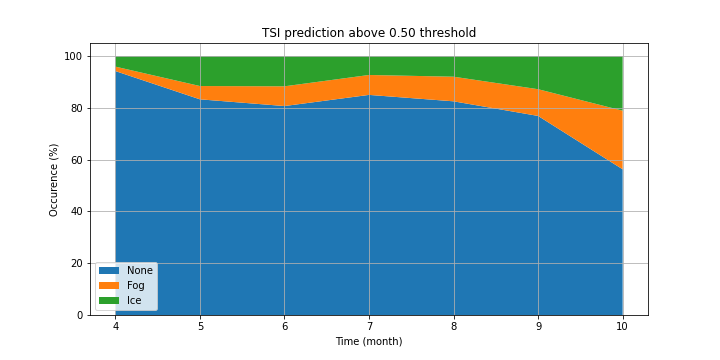 TSI prediction above 0.50 threshold
100
80
60
40
20
0
Occurence (%)
None
Fog
Ice
4 5 6 7 8 9 10
Time (month)